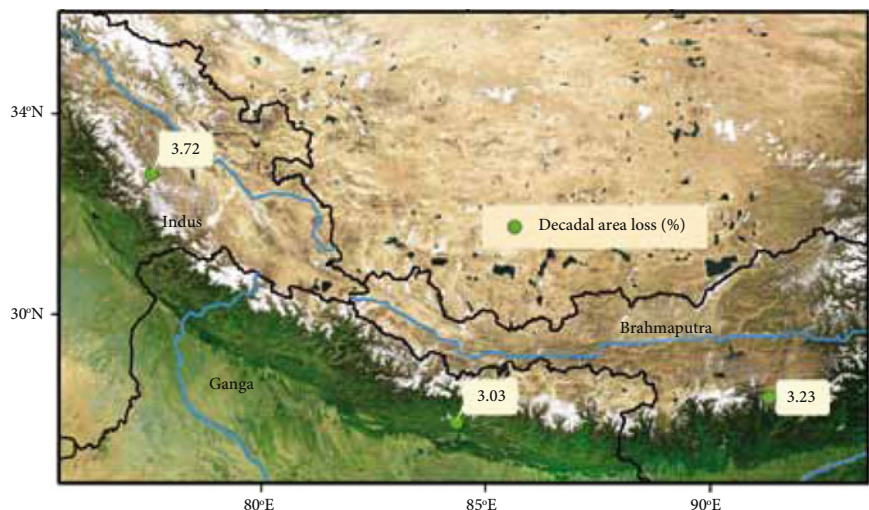 34°N
3.72
Indus
Decadal area loss (%)
30°N
Brahmaputra
Ganga
3.03
3.23
80°E
85°E
90°E